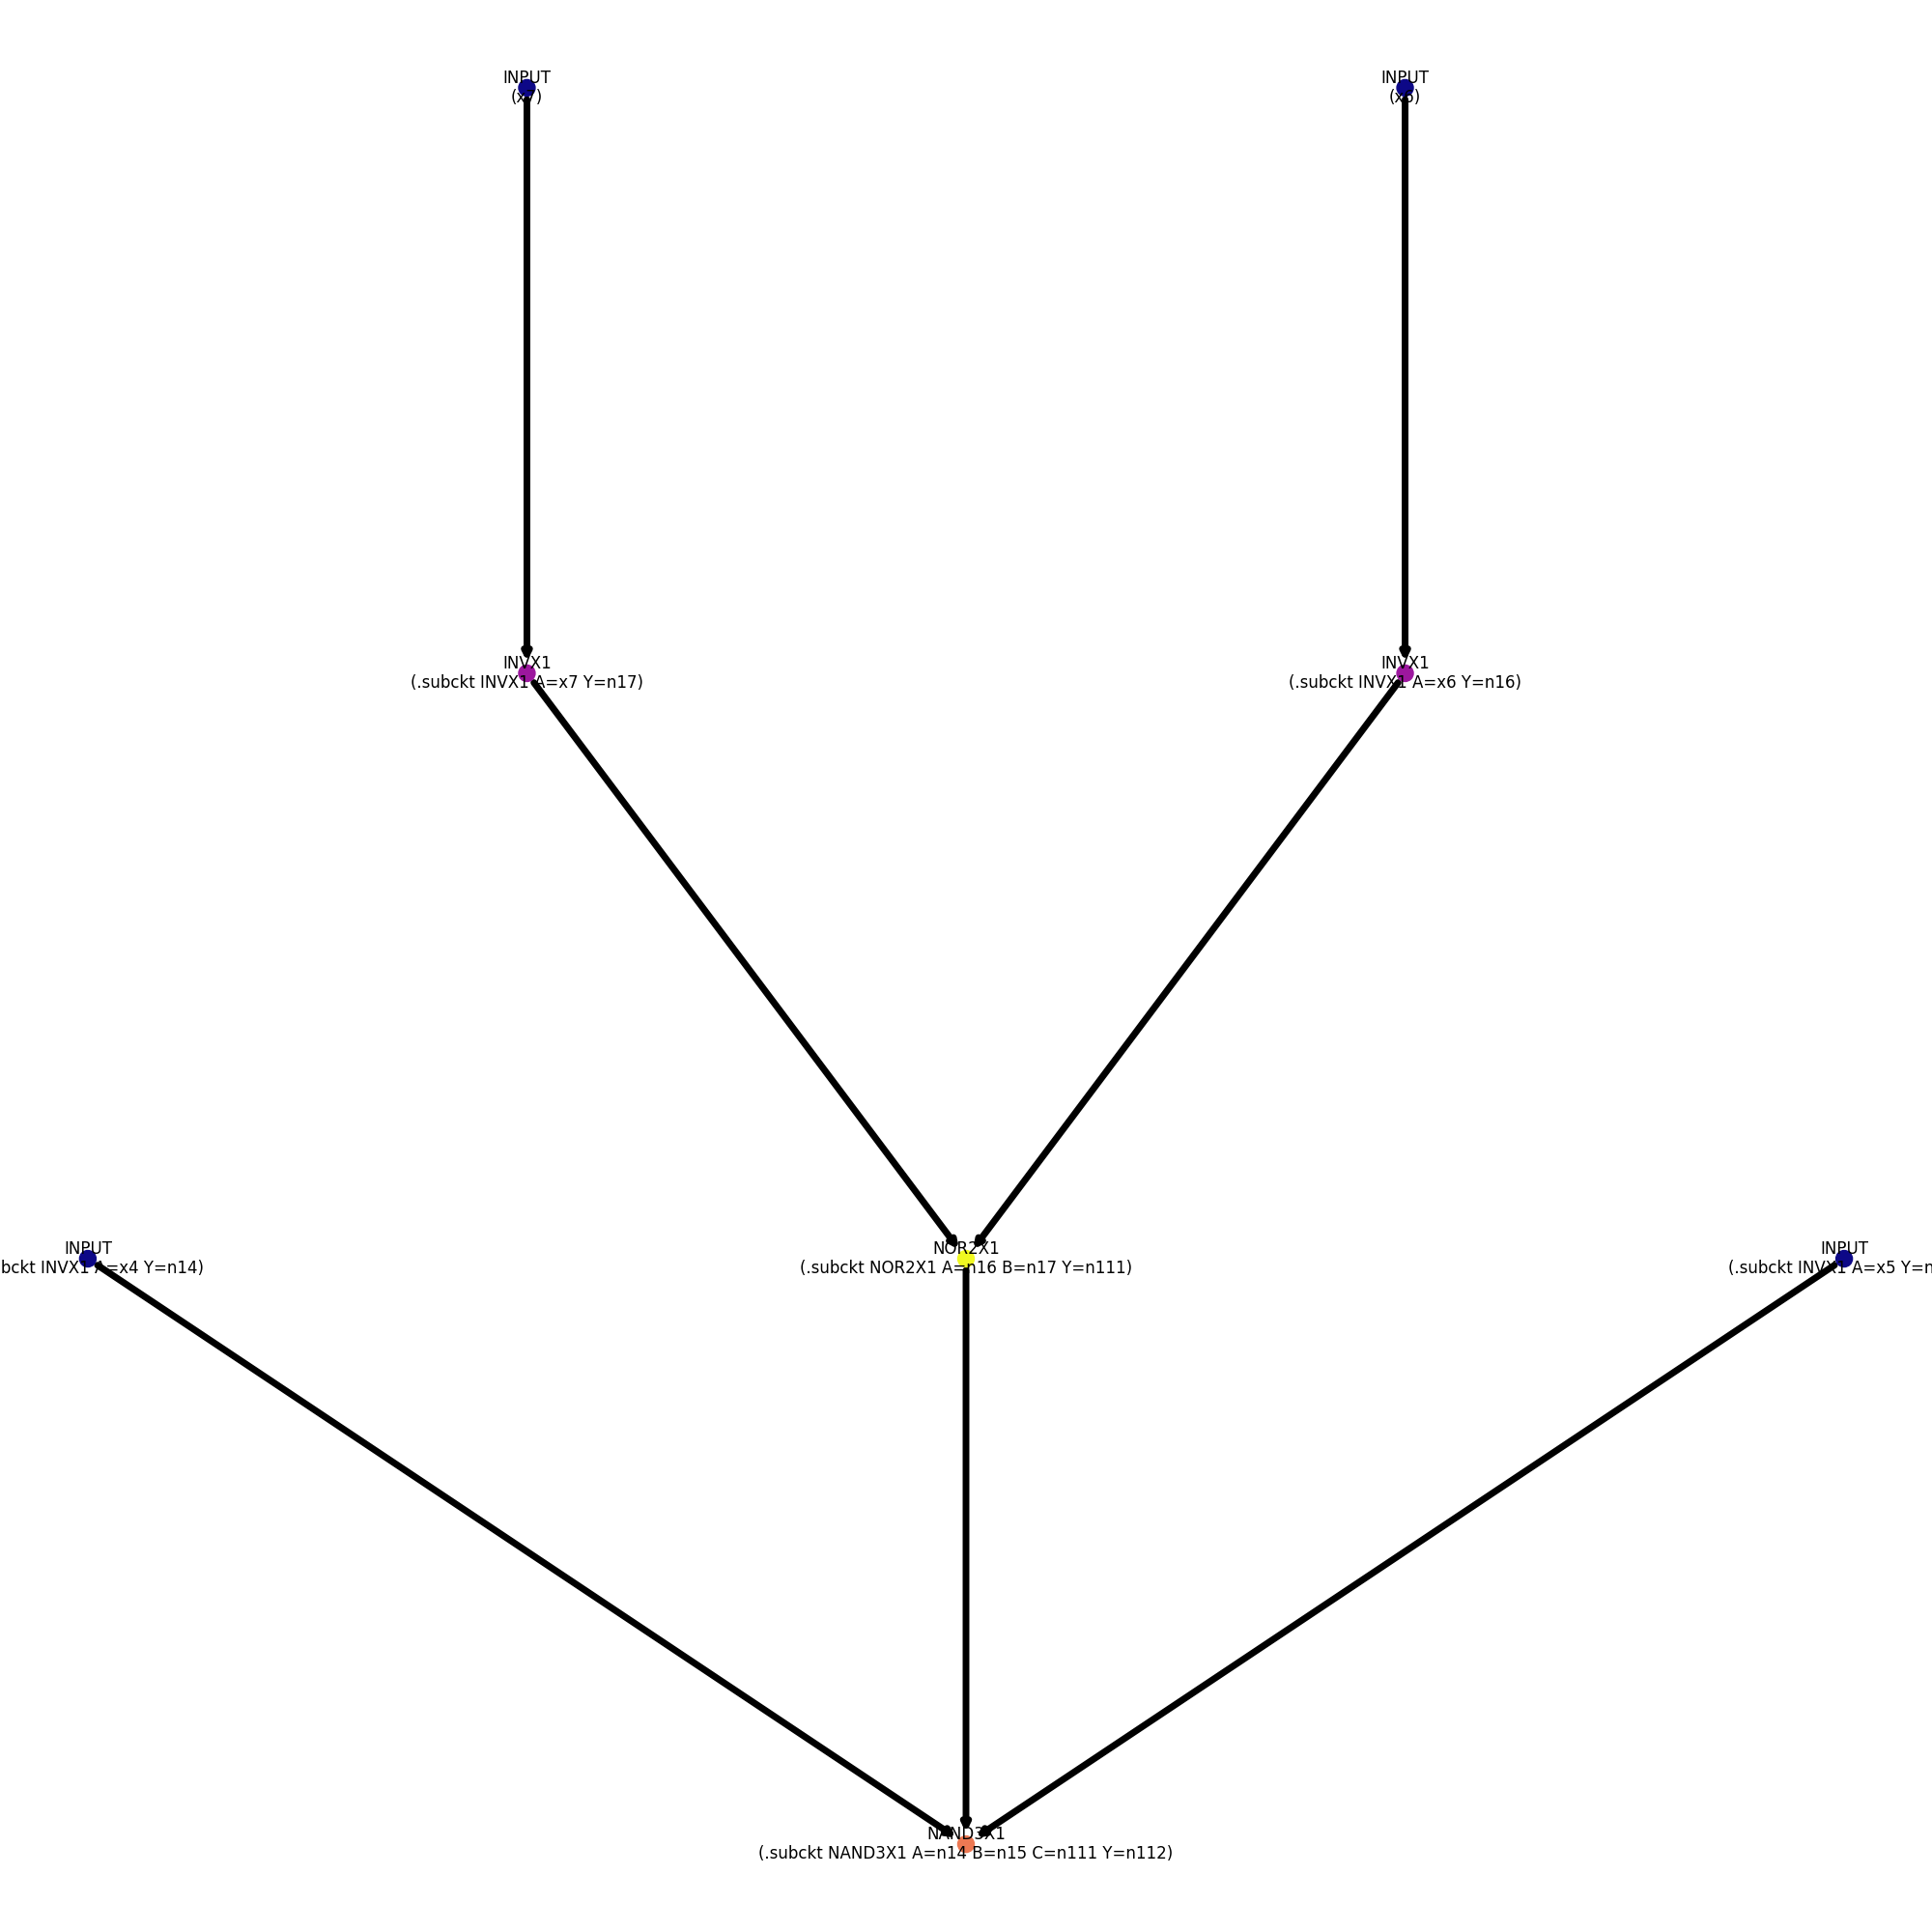 INPUT
(x7)
INPUT
(x6)
INVX1
(.subckt INVX1 A=x7 Y=n17)
INVX1
(.subckt INVX1 A=x6 Y=n16)
INPUT
bckt INVX1 A=x4 Y=n14)
NOR2X1
(.subckt NOR2X1 A=n16 B=n17 Y=n111)
INPUT
(.subckt INVX1 A=x5 Y=n
NAND3X1
(.subckt NAND3X1 A=n14 B=n15 C=n111 Y=n112)